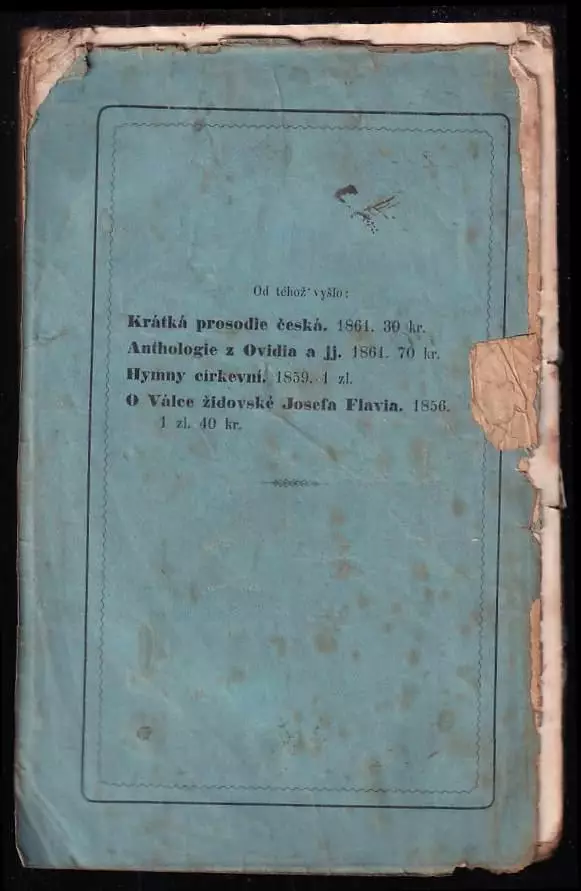 Od téhož vyšlo:
Krátká prosodie česká. 1861. 30 kr.
Anthologie z Ovidia a jj. 1861. 70 kr.
Hymny církevní. 1859. 1 zl.
O Válce židovské Josefa Flavia. 1856.
1 zl. 40 kr.